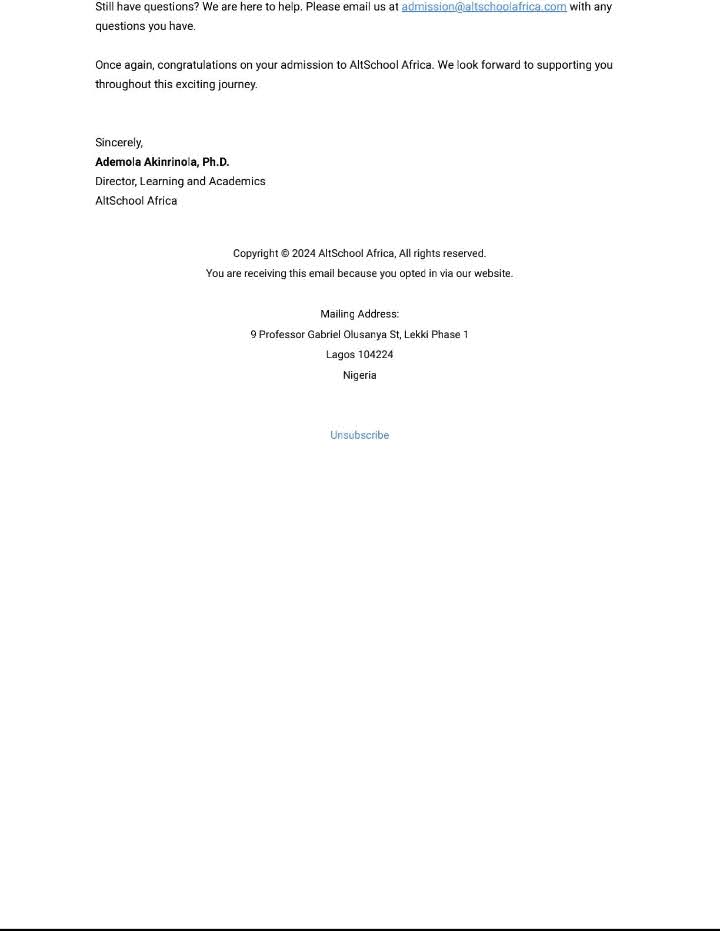 Still have questions? We are here to help. Please email us at admission@altschoolafrica.com with any
questions you have.
Once again, congratulations on your admission to AltSchool Africa. We look forward to supporting you
throughout this exciting journey.
Sincerely,
Ademola Akinrinola, Ph.D.
Director, Learning and Academics
AltSchool Africa
Copyright © 2024 AltSchool Africa, All rights reserved.
You are receiving this email because you opted in via our website.
Mailing Address:
9 Professor Gabriel Olusanya St, Lekki Phase 1
Lagos 104224
Nigeria
Unsubscribe